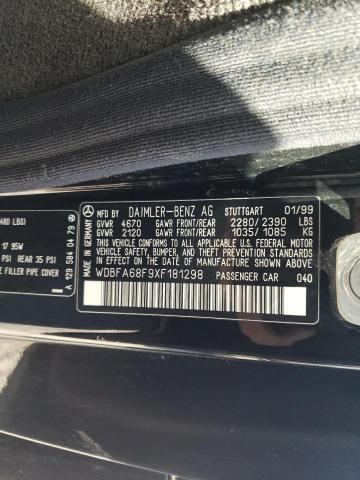 480 LBS)
17 95W
PSI REAR 35 PSI
E FILLER PIPE COVER
A 129 584 04 79
MADE IN GERMANY
DAIMLER-BENZ AG STUTTGART 01/99
GVWR 4670 GAWR FRONT/REAR 2280/2390 LBS
GVWR 2120 GAWR FRONT/REAR 1035/1085 KG
THIS VEHICLE CONFORMS TO ALL APPLICABLE U.S. FEDERAL MOTOR
VEHICLE SAFETY, BUMPER, AND THEFT PREVENTION STANDARDS
IN EFFECT ON THE DATE OF MANUFACTURE SHOWN ABOVE.
WDBFA68F9XF181298 PASSENGER CAR 040